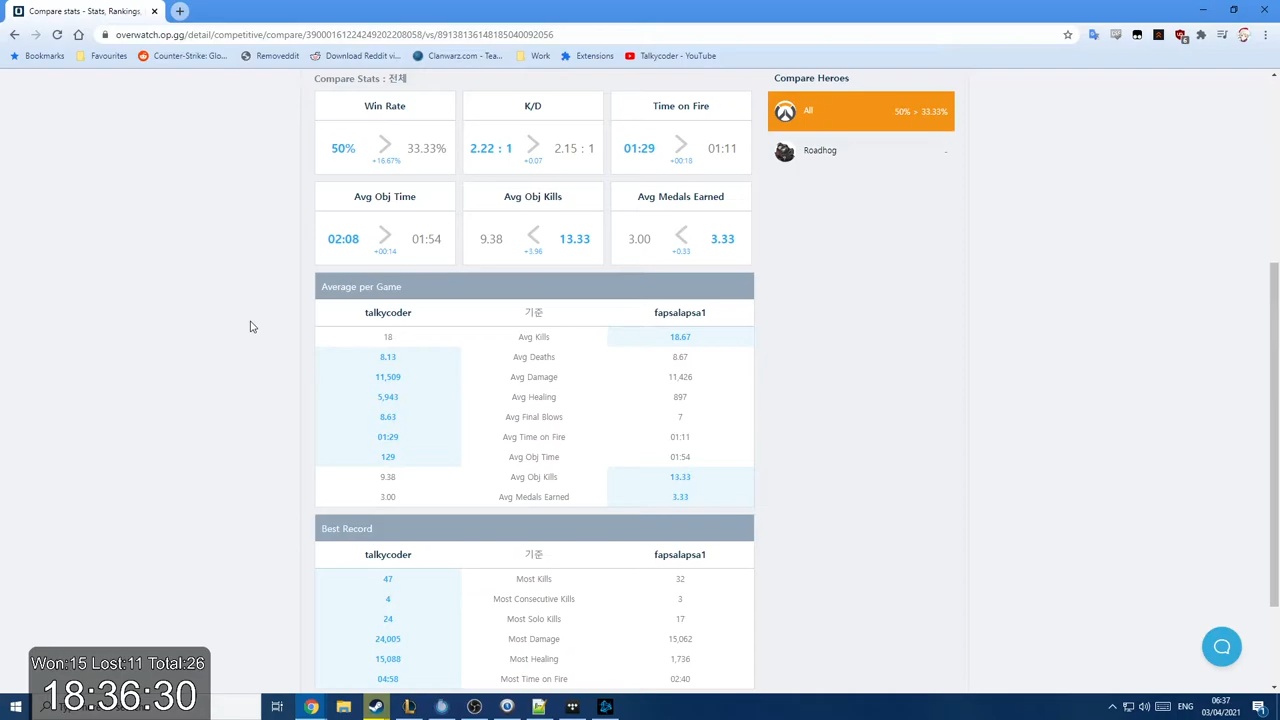 Compare stats - Stats, Rankings,
overwatch.op.gg/detail/competitive/compare/39000161224249202208058/vs/89138136148185040092056
Bookmarks Favourites Counter-Strike: Glo... Removeddit Download Reddit vi... Clanwarz.com - Tea... Work Extensions Talkycoder - YouTube
Compare Stats : 전체
Compare Heroes
Win Rate K/D Time on Fire
All 50% > 33.33%
50% > 33.33% 2.22 : 1 > 2.15 : 1 01:29 > 01:11
+16.67% +0.07 +00:18
Roadhog -
Avg Obj Time Avg Obj Kills Avg Medals Earned
02:08 > 01:54 9.38 < 13.33 3.00 < 3.33
+00:14 +3.96 +0.33
Average per Game
talkycoder 기준 fapsalapsa1
18 Avg Kills 18.67
8.13 Avg Deaths 8.67
11,509 Avg Damage 11,426
5,943 Avg Healing 897
8.63 Avg Final Blows 7
01:29 Avg Time on Fire 01:11
129 Avg Obj Time 01:54
9.38 Avg Obj Kills 13.33
3.00 Avg Medals Earned 3.33
Best Record
talkycoder 기준 fapsalapsa1
47 Most Kills 32
4 Most Consecutive Kills 3
24 Most Solo Kills 17
24,005 Most Damage 15,062
15,088 Most Healing 1,736
04:58 Most Time on Fire 02:40
Won:15 Lost:11 Total:26
18:36:30
ENG
06:37
03/04/2021